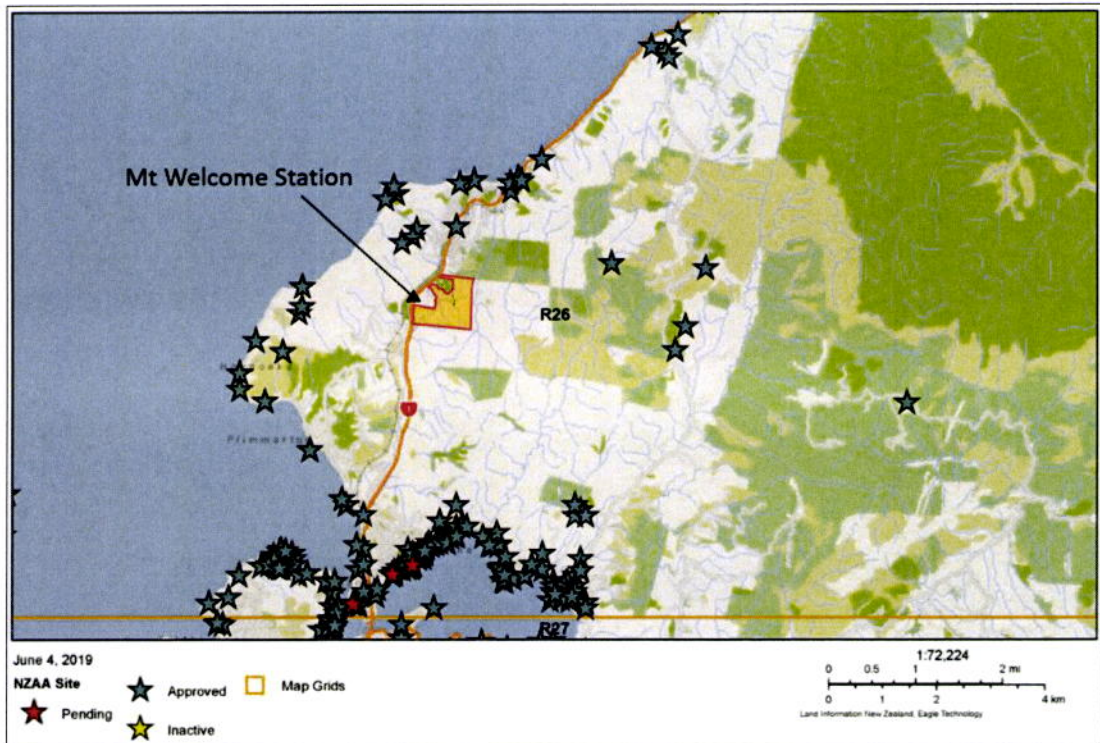 Mt Welcome Station
R26
1
R27
June 4, 2019
NZAA Site
Pending
Approved
Inactive
Map Grids
1:72,224
0 0.5 1 2 mi
0 1 2 4 km
Land Information New Zealand, Eagle Technology